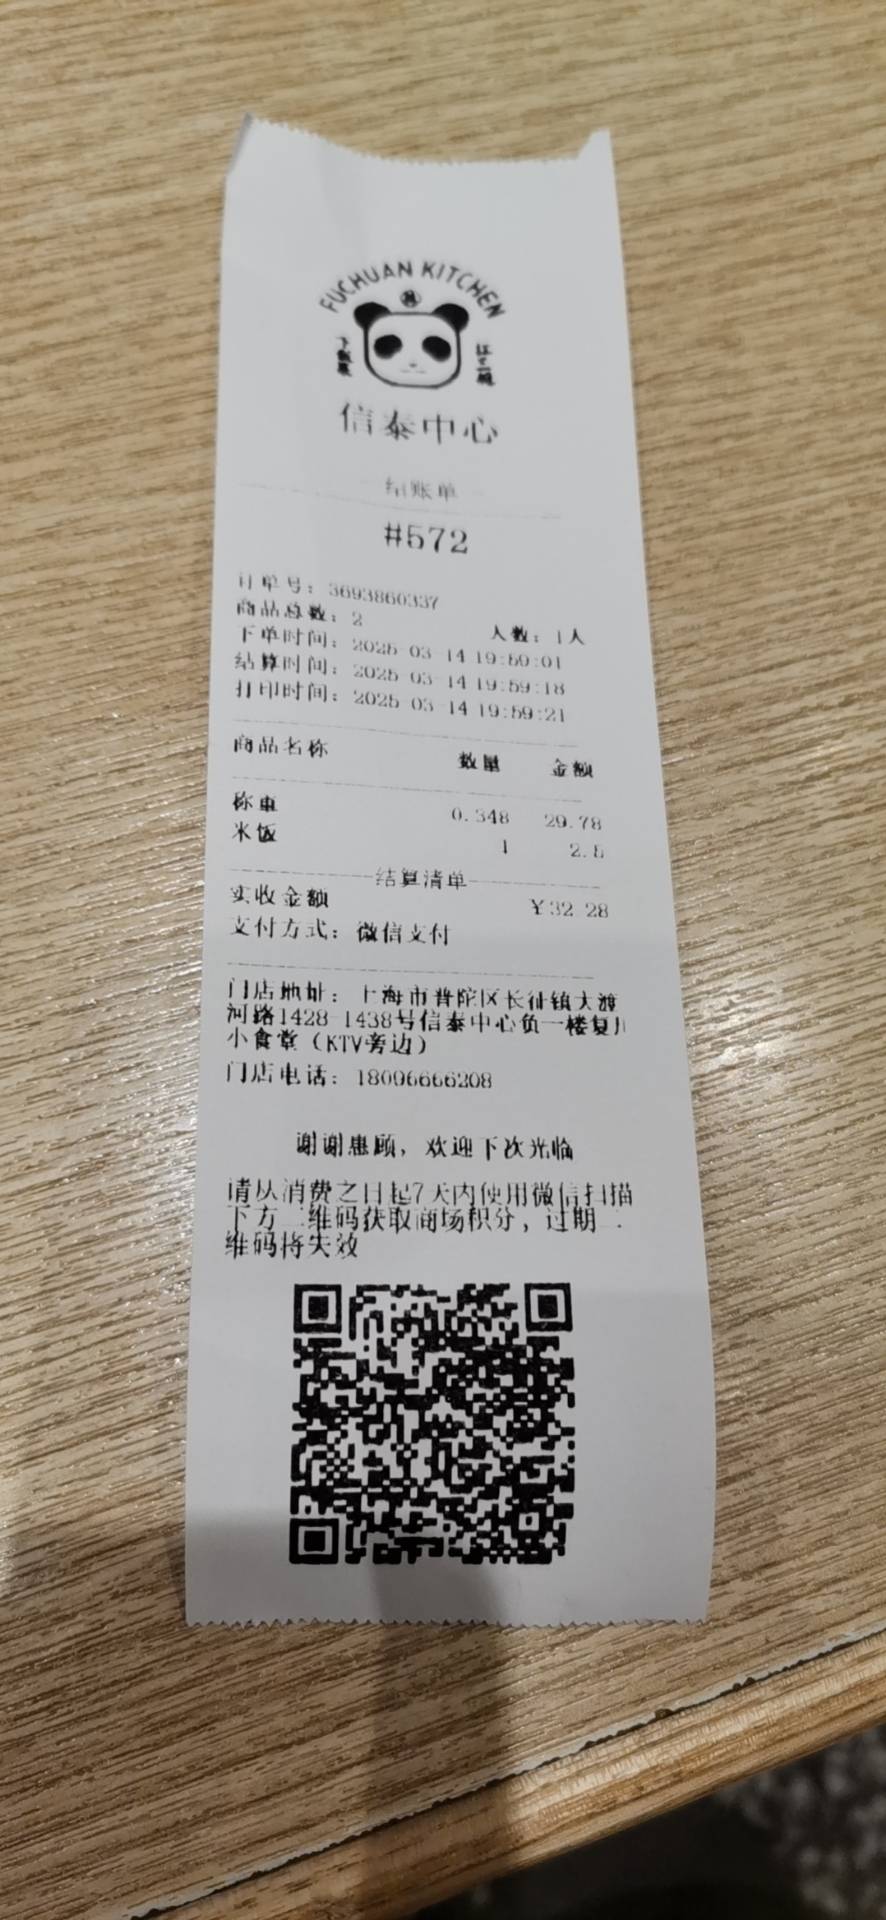 FUCHUAN KITCHEN
信泰中心
结账单
#572
订单号：3693860337
商品总数：2 人数：1人
下单时间：2025-03-14 19:59:01
结算时间：2025-03-14 19:59:18
打印时间：2025-03-14 19:59:21
商品名称 数量 金额
称重 0.348 29.78
米饭 1 2.5
结算清单
实收金额 ￥32.28
支付方式：微信支付
门店地址：上海市普陀区长征镇大渡
河路1428-1438号信泰中心负一楼复川
小食堂（KTV旁边）
门店电话：18096666208
谢谢惠顾，欢迎下次光临
请从消费之日起7天内使用微信扫描
下方二维码获取商场积分，过期二
维码将失效